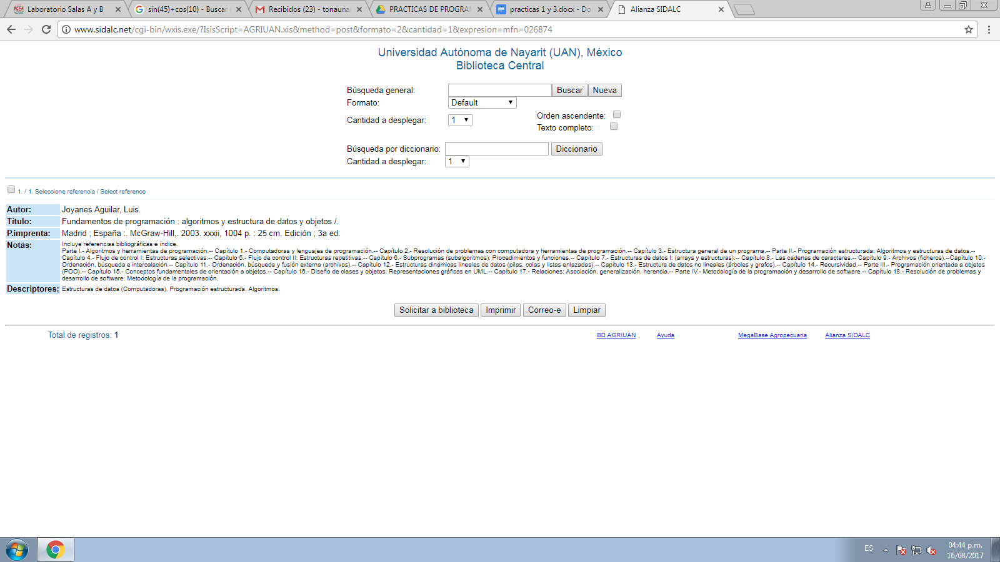 Laboratorio Salas A y B
sin(45)+cos(10) - Buscar
Recibidos (23) - tonauna
PRACTICAS DE PROGRA
practicas 1 y 3.docx - Do
Alianza SIDALC
www.sidalc.net/cgi-bin/wxis.exe/?IsisScript=AGRIUAN.xis&method=post&formato=2&cantidad=1&expresion=mfn=026874
Universidad Autónoma de Nayarit (UAN), México
Biblioteca Central
Búsqueda general: Buscar Nueva
Formato: Default
Cantidad a desplegar: 1 Orden ascendente:
Texto completo:
Búsqueda por diccionario: Diccionario
Cantidad a desplegar: 1
1. / 1. Seleccione referencia / Select reference
Autor: Joyanes Aguilar, Luis.
Título: Fundamentos de programación : algoritmos y estructura de datos y objetos /.
P.imprenta: Madrid ; España :. McGraw-Hill,. 2003. xxxii, 1004 p. : 25 cm. Edición ; 3a ed.
Notas: Incluye referencias bibliográficas e índice.
Parte I.- Algoritmos y herramientas de programación.-- Capítulo 1.- Computadoras y lenguajes de programación.-- Capítulo 2.- Resolución de problemas con computadora y herramientas de programación.-- Capítulo 3.- Estructura general de un programa.-- Parte II.- Programación estructurada: Algoritmos y estructuras de datos.--
Capítulo 4.- Flujo de control I: Estructuras selectivas.-- Capítulo 5.- Flujo de control II: Estructuras repetitivas.-- Capítulo 6.- Subprogramas (subalgoritmos): Procedimientos y funciones.-- Capítulo 7.- Estructuras de datos I: (arrays y estructuras).-- Capítulo 8.- Las cadenas de caracteres.-- Capítulo 9.- Archivos (ficheros).--Capítulo 10.-
Ordenación, búsqueda e intercalación.-- Capítulo 11.- Ordenación, búsqueda y fusión externa (archivos).-- Capítulo 12.- Estructuras dinámicas lineales de datos (pilas, colas y listas enlazadas).-- Capítulo 13.- Estructura de datos no lineales (árboles y grafos).-- Capítulo 14.- Recursividad.-- Parte III.- Programación orientada a objetos
(POO).-- Capítulo 15.- Conceptos fundamentales de orientación a objetos.-- Capítulo 16.- Diseño de clases y objetos: Representaciones gráficas en UML.-- Capítulo 17.- Relaciones: Asociación, generalización, herencia.-- Parte IV.- Metodología de la programación y desarrollo de software.-- Capítulo 18.- Resolución de problemas y
desarrollo de software: Metodología de la programación.
Descriptores: Estructuras de datos (Computadoras). Programación estructurada. Algoritmos.
Solicitar a biblioteca Imprimir Correo-e Limpiar
Total de registros: 1 BD AGRIUAN Ayuda MegaBase Agropecuaria Alianza SIDALC
ES 04:44 p.m.
16/08/2017